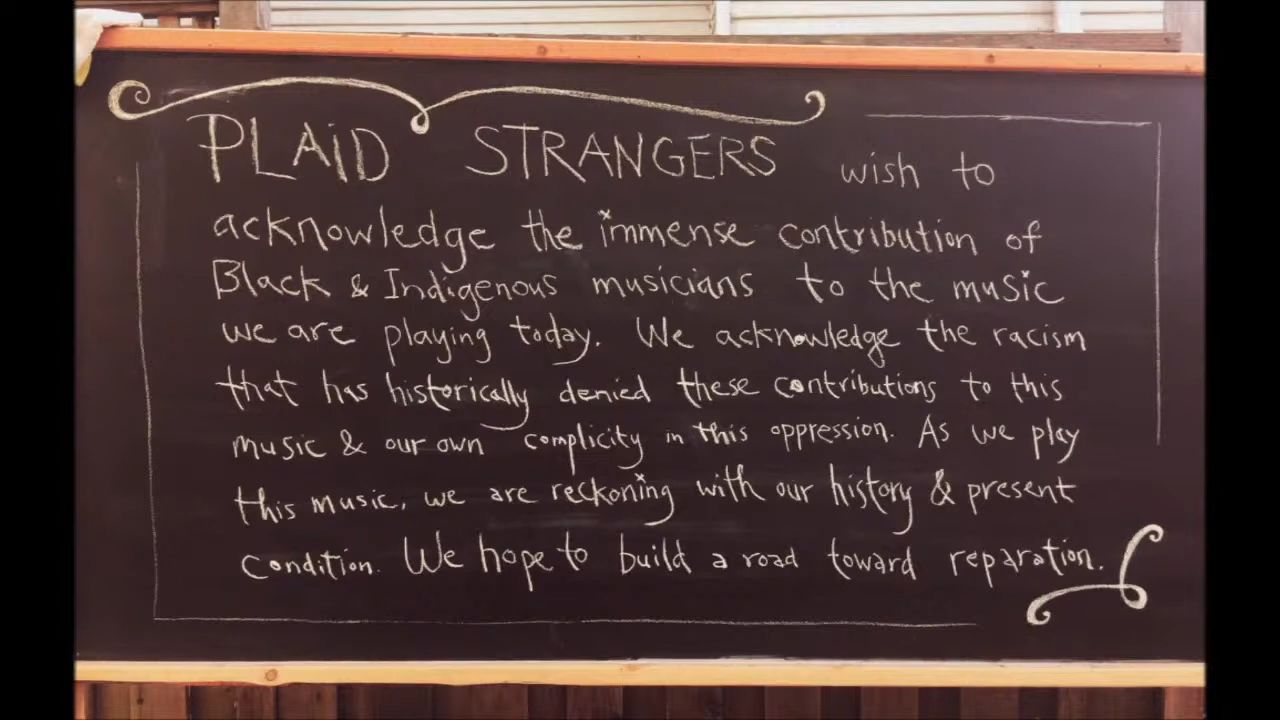 PLAiD STRANGERS wish to
acknowledge the immense contribution of
Black & Indigenous musicians to the music
we are playing today. We acknowledge the racism
that has historically denied these contributions to this
music & our own complicity in this oppression. As we play
this music, we are reckoning with our history & present
condition. We hope to build a road toward reparation.